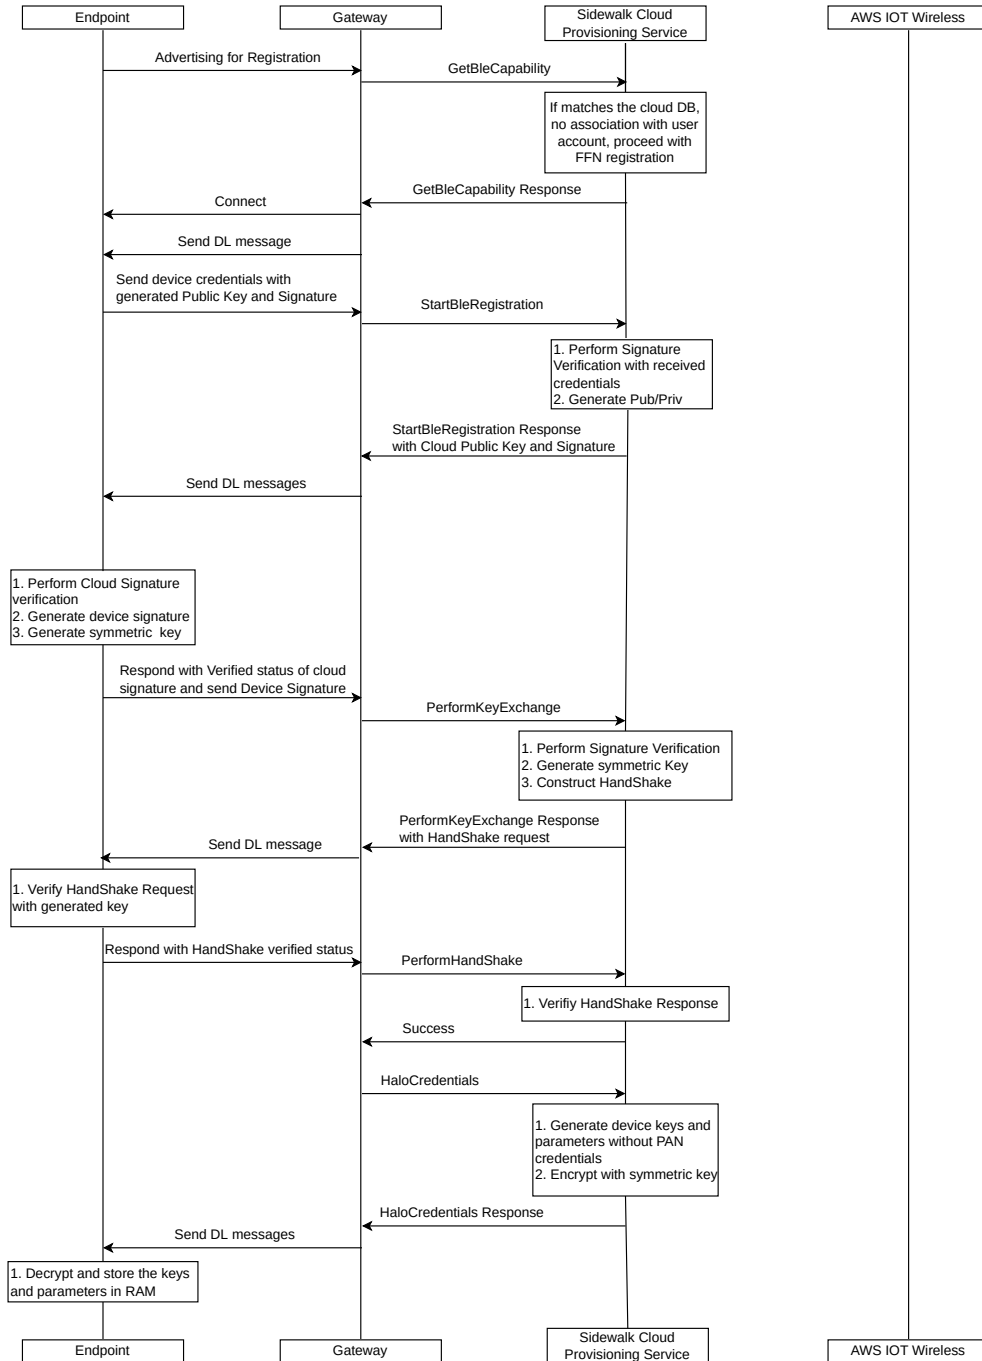 Endpoint
Gateway
Sidewalk Cloud
Provisioning Service
AWS IOT Wireless
Advertising for Registration
GetBleCapability
If matches the cloud DB,
no association with user
account, proceed with
FFN registration
GetBleCapability Response
Connect
Send DL message
Send device credentials with
generated Public Key and Signature
StartBleRegistration
1. Perform Signature
Verification with received
credentials
2. Generate Pub/Priv
StartBleRegistration Response
with Cloud Public Key and Signature
Send DL messages
1. Perform Cloud Signature
verification
2. Generate device signature
3. Generate symmetric key
Respond with Verified status of cloud
signature and send Device Signature
PerformKeyExchange
1. Perform Signature Verification
2. Generate symmetric Key
3. Construct HandShake
PerformKeyExchange Response
with HandShake request
Send DL message
1. Verify HandShake Request
with generated key
Respond with HandShake verified status
PerformHandShake
1. Verifiy HandShake Response
Success
HaloCredentials
1. Generate device keys and
parameters without PAN
credentials
2. Encrypt with symmetric key
HaloCredentials Response
Send DL messages
1. Decrypt and store the keys
and parameters in RAM
Endpoint
Gateway
Sidewalk Cloud
Provisioning Service
AWS IOT Wireless